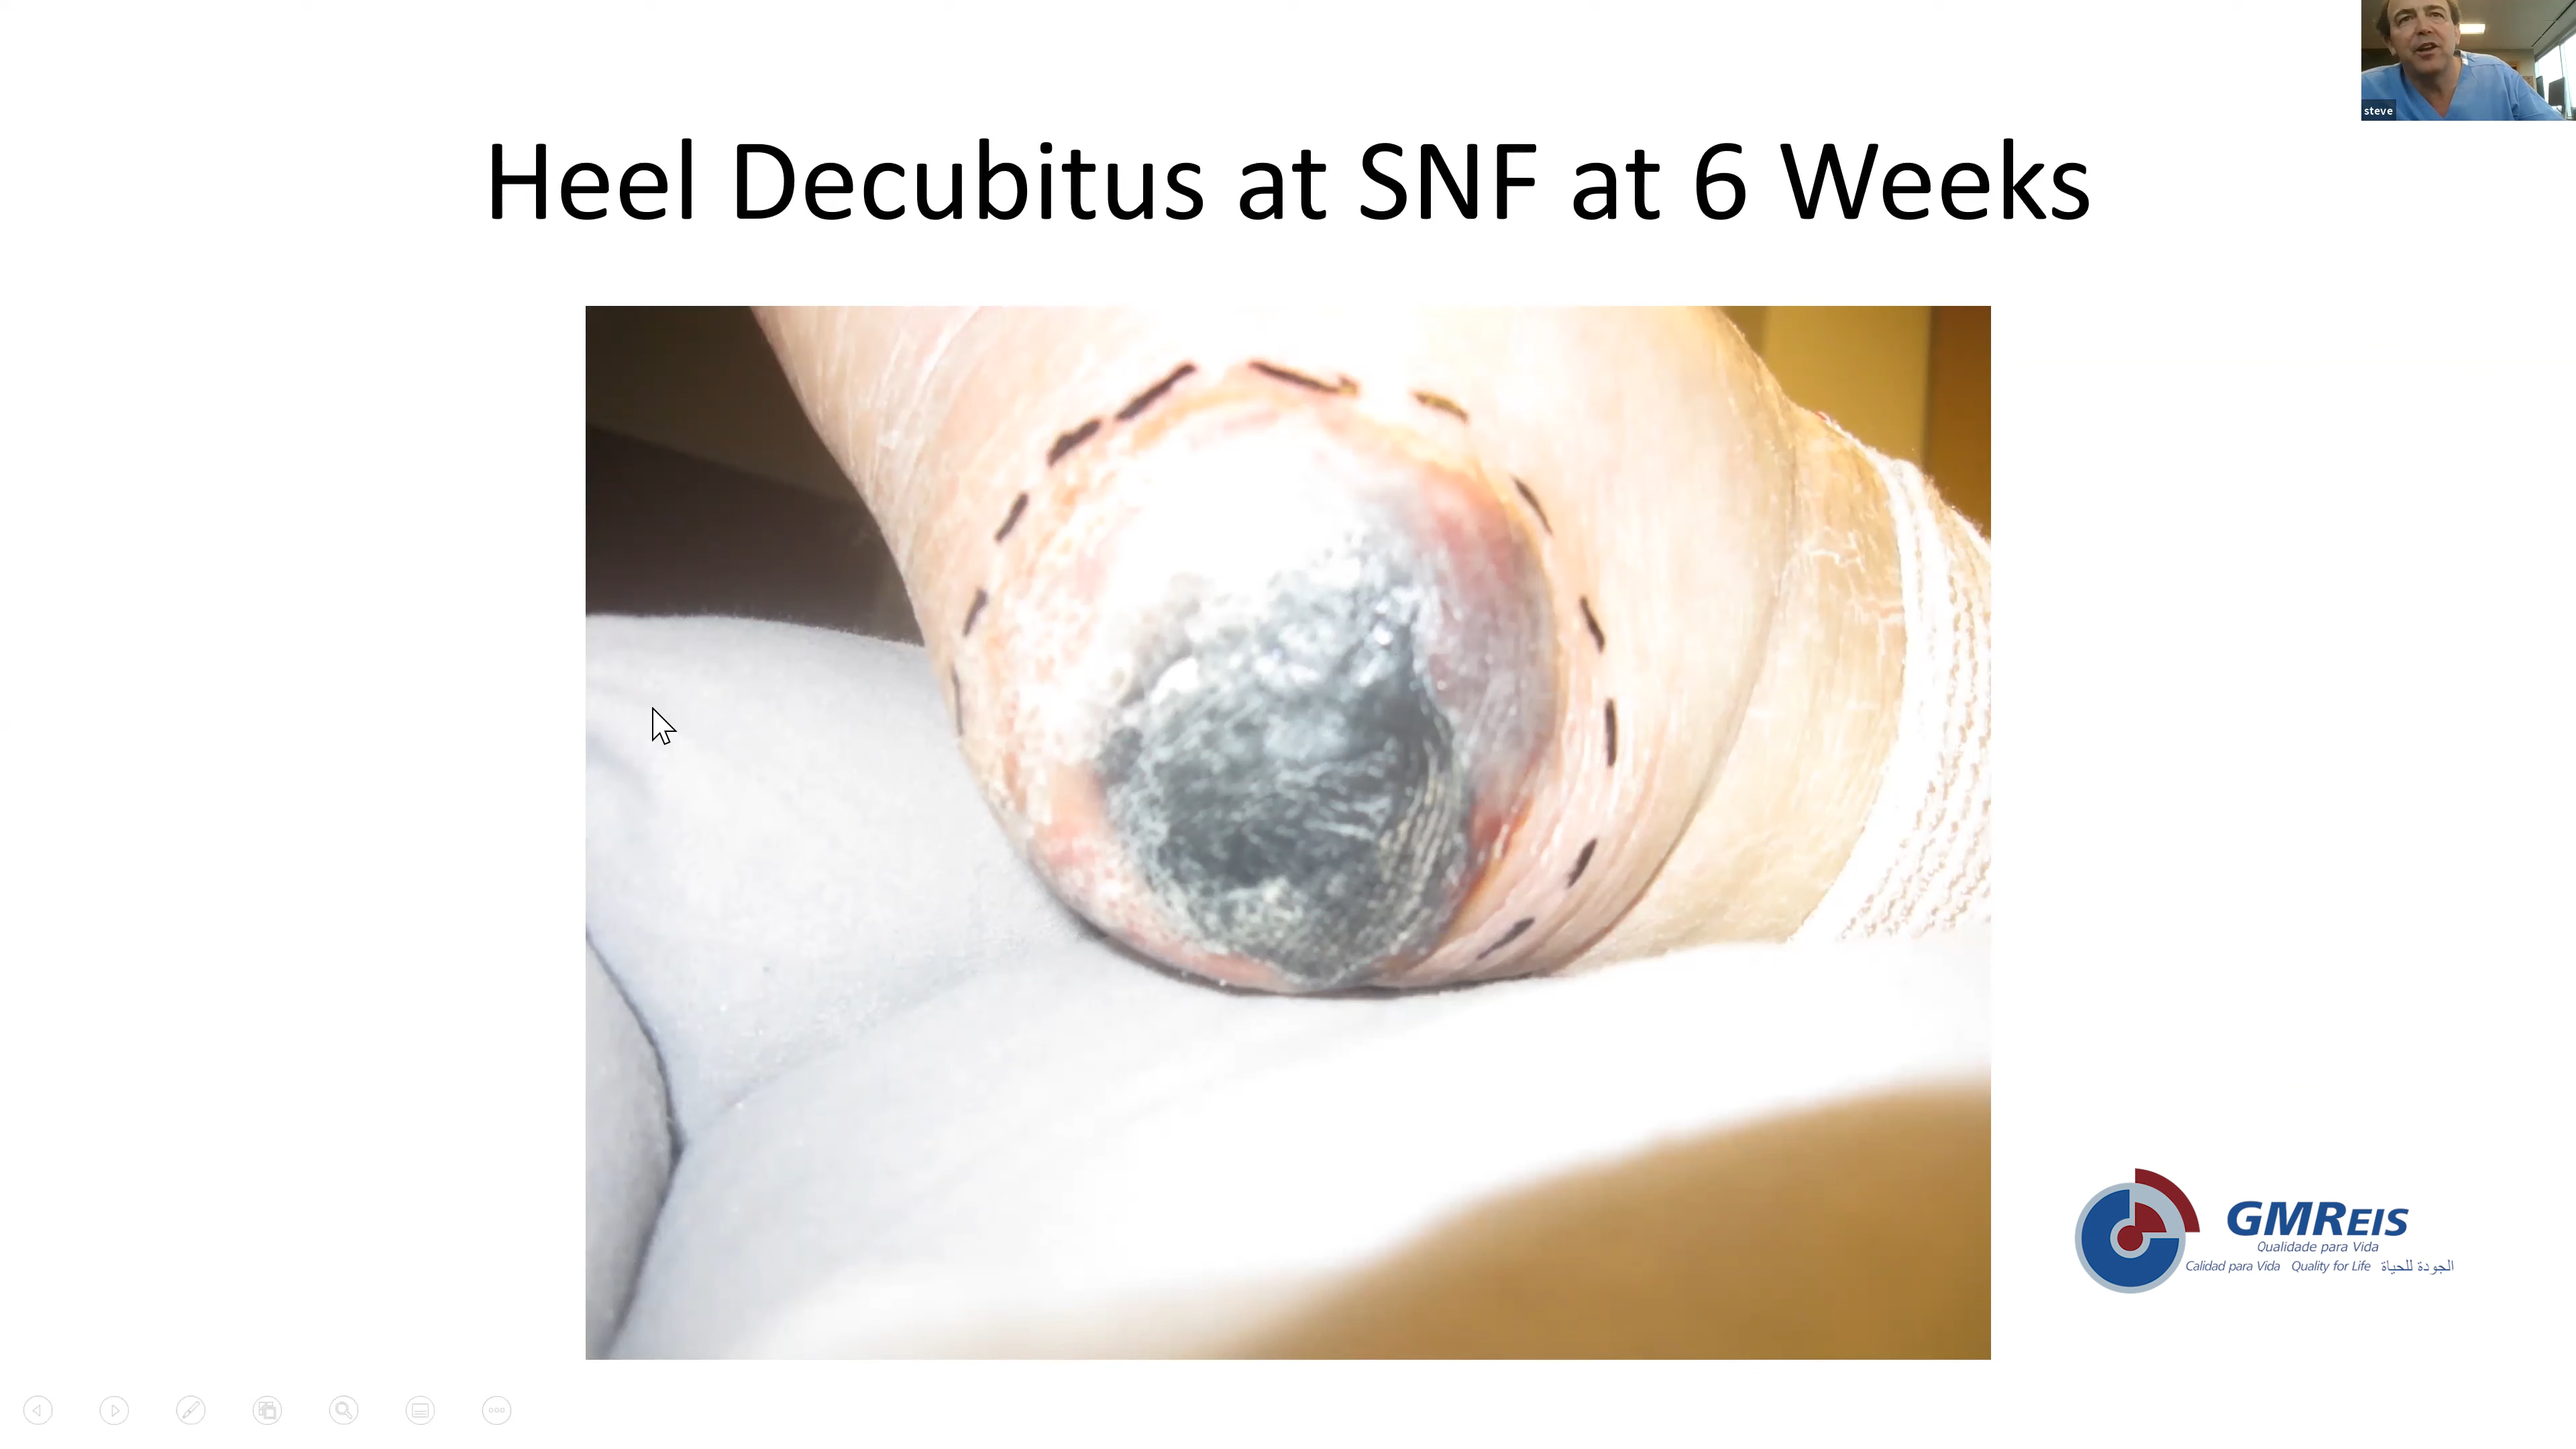 steve
Heel Decubitus at SNF at 6 Weeks
GMREIS
Qualidade para Vida
Calidad para Vida Quality for Life الجودة للحياة